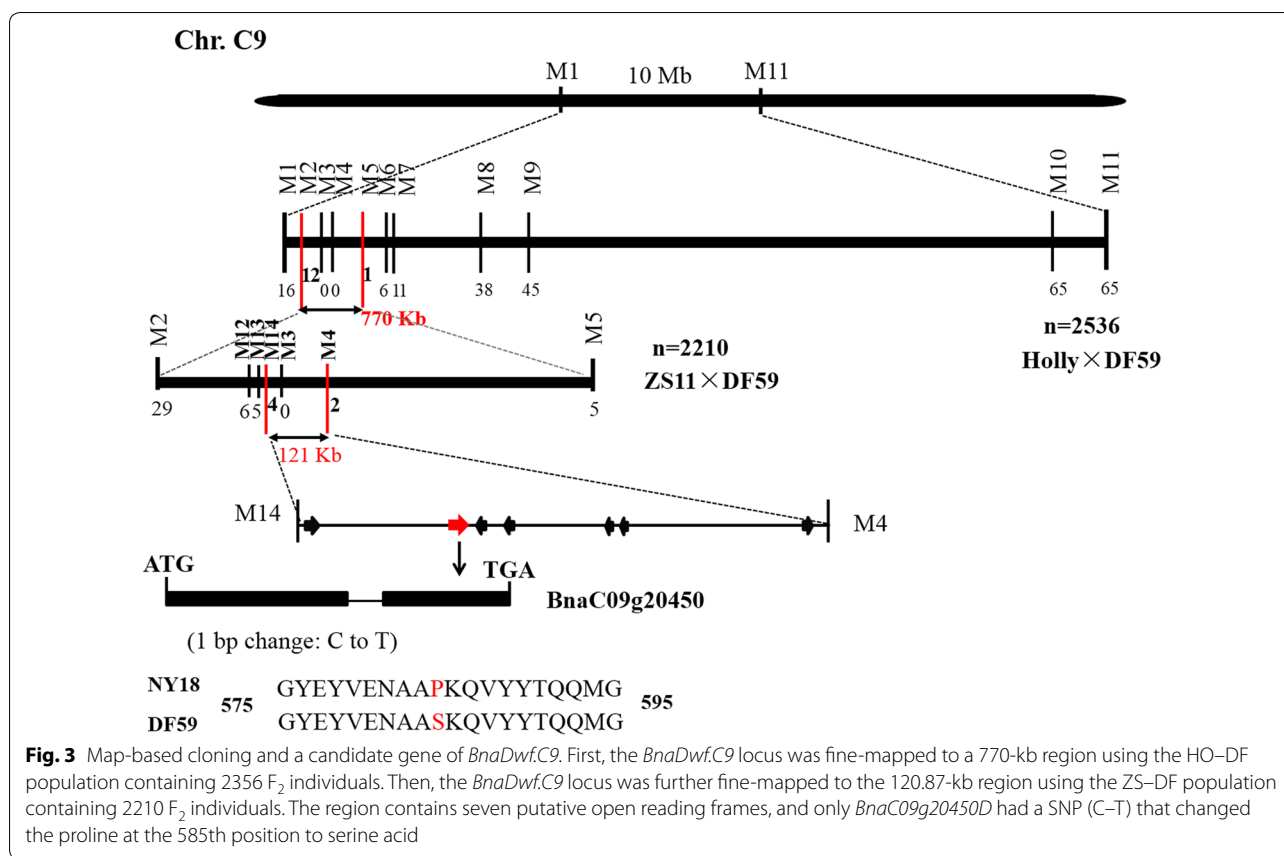 Chr. C9
M1 10 Mb M11
M1 M2 M3 M4 M5 M6 M7 M8 M9 M10 M11
16 12 0 0 1 6 11 38 45 65 65
770 Kb
M2 M12 M13 M14 M3 M4 M5
n=2210
ZS11×DF59
n=2536
Holly×DF59
29 6 5 4 0 2 5
121 Kb
M14 M4
ATG TGA
BnaC09g20450
(1 bp change: C to T)
NY18 575 GYEYVENAAPKQVYYTQQMG 595
DF59 GYEYVENAASKQVYYTQQMG
Fig. 3 Map-based cloning and a candidate gene of BnaDwf.C9. First, the BnaDwf.C9 locus was fine-mapped to a 770-kb region using the HO–DF
population containing 2356 F2 individuals. Then, the BnaDwf.C9 locus was further fine-mapped to the 120.87-kb region using the ZS–DF population
containing 2210 F2 individuals. The region contains seven putative open reading frames, and only BnaC09g20450D had a SNP (C–T) that changed
the proline at the 585th position to serine acid